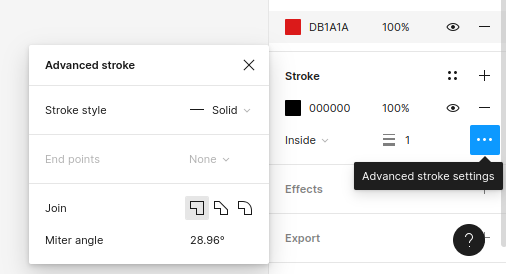 DB1A1A 100%
Advanced stroke
Stroke
Stroke style Solid
000000 100%
Inside 1
End points None
Advanced stroke settings
Effects
Join
Miter angle 28.96°
Export
?